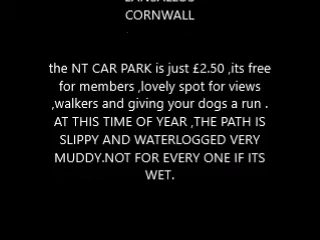 LANSALLOS
CORNWALL
the NT CAR PARK is just £2.50 ,its free
for members ,lovely spot for views
,walkers and giving your dogs a run .
AT THIS TIME OF YEAR ,THE PATH IS
SLIPPY AND WATERLOGGED VERY
MUDDY.NOT FOR EVERY ONE IF ITS
WET.